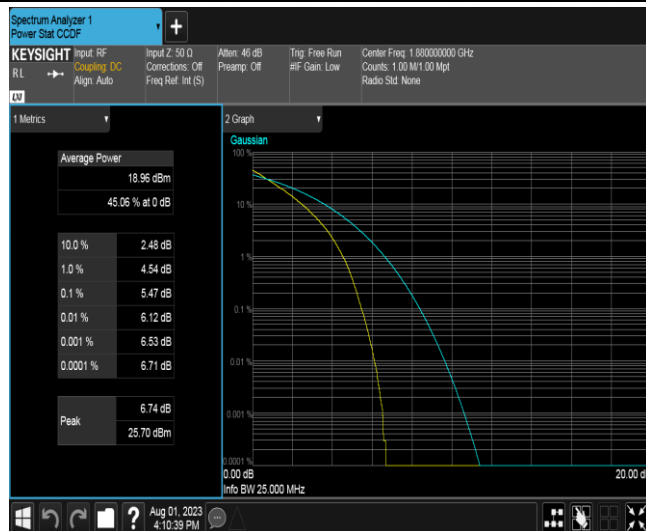 Spectrum Analyzer 1
Power Stat CCDF
+
KEYSIGHT
RL
LXI
Input: RF
Coupling: DC
Align: Auto
Input Z: 50 Ω
Corrections: Off
Freq Ref: Int (S)
Atten: 46 dB
Preamp: Off
Trig: Free Run
#IF Gain: Low
Center Freq: 1.880000000 GHz
Counts: 1.00 M/1.00 Mpt
Radio Std: None
1 Metrics
Average Power
18.96 dBm
45.06 % at 0 dB
10.0 % 2.48 dB
1.0 % 4.54 dB
0.1 % 5.47 dB
0.01 % 6.12 dB
0.001 % 6.53 dB
0.0001 % 6.71 dB
Peak
6.74 dB
25.70 dBm
2 Graph
Gaussian
100 %
10 %
1 %
0.1 %
0.01 %
0.001 %
0.0001 %
0.00 dB 20.00 d
Info BW 25.000 MHz
? Aug 01, 2023
4:10:39 PM